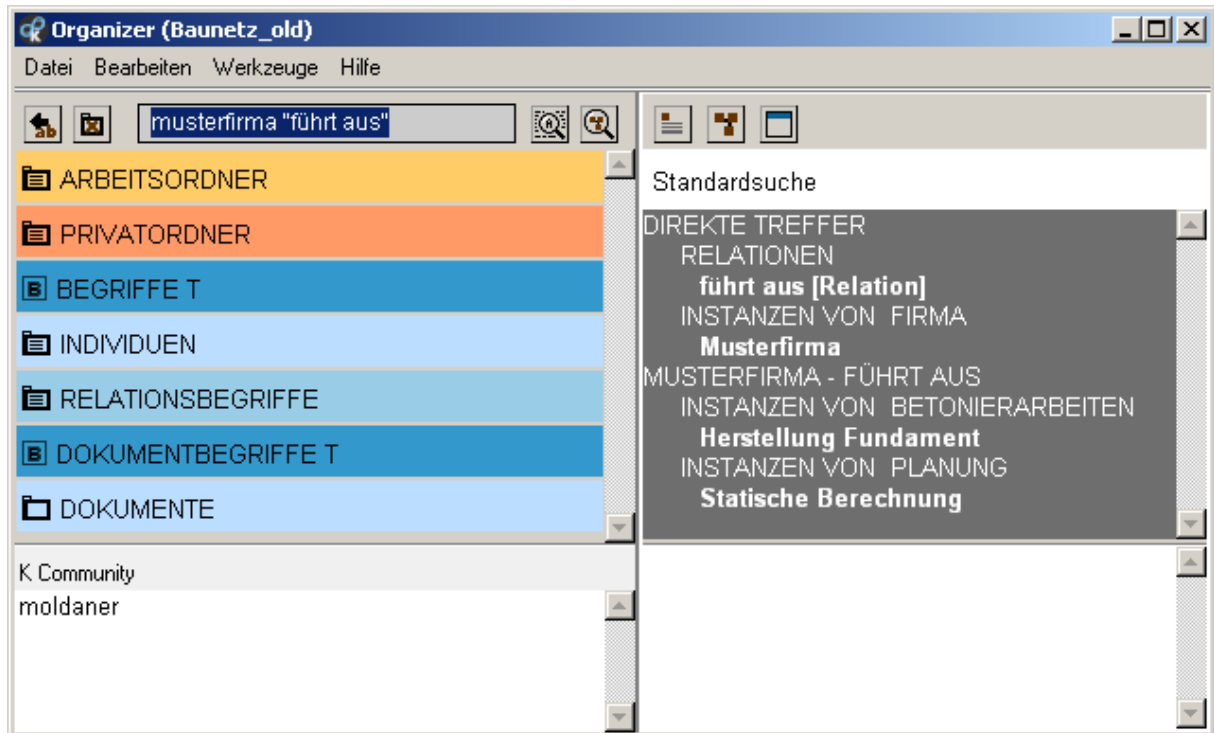 Organizer (Baunetz_old)
Datei Bearbeiten Werkzeuge Hilfe
musterfirma "führt aus"
ARBEITSORDNER
PRIVATORDNER
BEGRIFFE T
INDIVIDUEN
RELATIONSBEGRIFFE
DOKUMENTBEGRIFFE T
DOKUMENTE
K Community
moldaner
Standardsuche
DIREKTE TREFFER
RELATIONEN
führt aus [Relation]
INSTANZEN VON FIRMA
Musterfirma
MUSTERFIRMA - FÜHRT AUS
INSTANZEN VON BETONIERARBEITEN
Herstellung Fundament
INSTANZEN VON PLANUNG
Statische Berechnung